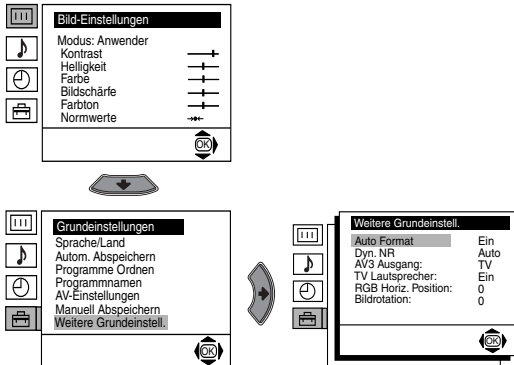 Bild-Einstellungen
Modus: Anwender
Kontrast
Helligkeit
Farbe
Bildschärfe
Farbton
Normwerte
OK
Grundeinstellungen
Sprache/Land
Autom. Abspeichern
Programme Ordnen
Programmnamen
AV-Einstellungen
Manuell Abspeichern
Weitere Grundeinstell.
OK
Weitere Grundeinstell.
Auto Format Ein
Dyn. NR Auto
AV3 Ausgang: TV
TV Lautsprecher: Ein
RGB Horiz. Position: 0
Bildrotation: 0
OK